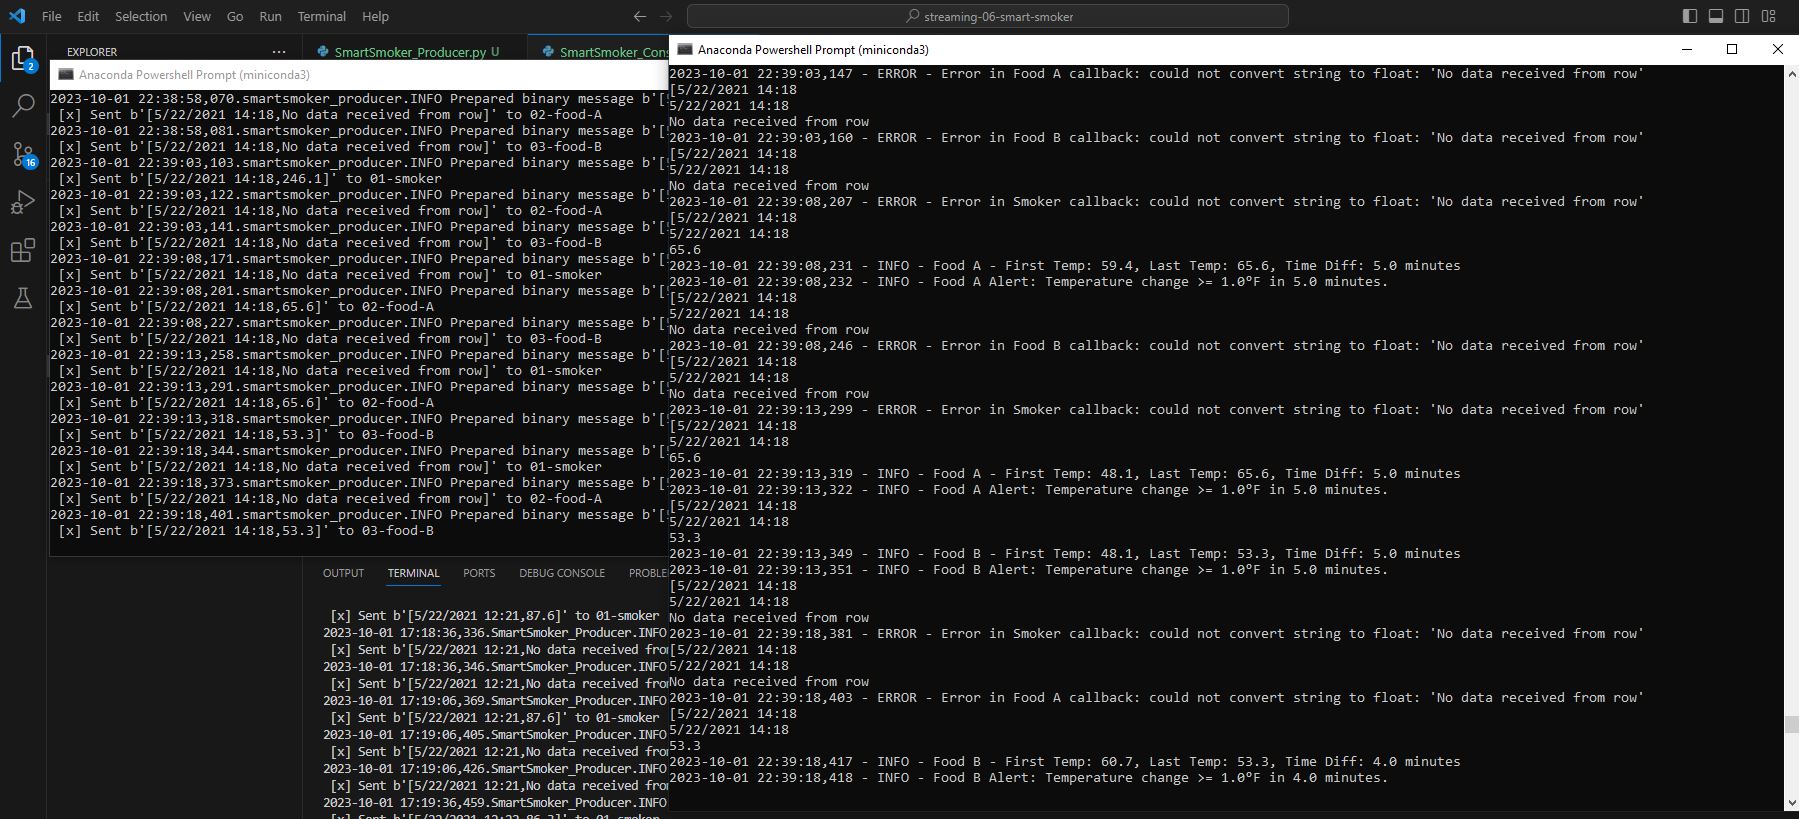 File Edit Selection View Go Run Terminal Help
streaming-06-smart-smoker
EXPLORER
SmartSmoker_Producer.py U
SmartSmoker_Con
2
16
Anaconda Powershell Prompt (miniconda3)
2023-10-01 22:38:58,070.smartsmoker_producer.INFO Prepared binary message b'[
[x] Sent b'[5/22/2021 14:18,No data received from row]' to 02-food-A
2023-10-01 22:38:58,081.smartsmoker_producer.INFO Prepared binary message b'[
[x] Sent b'[5/22/2021 14:18,No data received from row]' to 03-food-B
2023-10-01 22:39:03,103.smartsmoker_producer.INFO Prepared binary message b'[
[x] Sent b'[5/22/2021 14:18,246.1]' to 01-smoker
2023-10-01 22:39:03,122.smartsmoker_producer.INFO Prepared binary message b'[
[x] Sent b'[5/22/2021 14:18,No data received from row]' to 02-food-A
2023-10-01 22:39:03,141.smartsmoker_producer.INFO Prepared binary message b'[
[x] Sent b'[5/22/2021 14:18,No data received from row]' to 03-food-B
2023-10-01 22:39:08,171.smartsmoker_producer.INFO Prepared binary message b'[
[x] Sent b'[5/22/2021 14:18,No data received from row]' to 01-smoker
2023-10-01 22:39:08,201.smartsmoker_producer.INFO Prepared binary message b'[
[x] Sent b'[5/22/2021 14:18,65.6]' to 02-food-A
2023-10-01 22:39:08,227.smartsmoker_producer.INFO Prepared binary message b'[
[x] Sent b'[5/22/2021 14:18,No data received from row]' to 03-food-B
2023-10-01 22:39:13,258.smartsmoker_producer.INFO Prepared binary message b'[
[x] Sent b'[5/22/2021 14:18,No data received from row]' to 01-smoker
2023-10-01 22:39:13,291.smartsmoker_producer.INFO Prepared binary message b'[
[x] Sent b'[5/22/2021 14:18,65.6]' to 02-food-A
2023-10-01 22:39:13,318.smartsmoker_producer.INFO Prepared binary message b'[
[x] Sent b'[5/22/2021 14:18,53.3]' to 03-food-B
2023-10-01 22:39:18,344.smartsmoker_producer.INFO Prepared binary message b'[
[x] Sent b'[5/22/2021 14:18,No data received from row]' to 01-smoker
2023-10-01 22:39:18,373.smartsmoker_producer.INFO Prepared binary message b'[
[x] Sent b'[5/22/2021 14:18,No data received from row]' to 02-food-A
2023-10-01 22:39:18,401.smartsmoker_producer.INFO Prepared binary message b'[
[x] Sent b'[5/22/2021 14:18,53.3]' to 03-food-B
OUTPUT TERMINAL PORTS DEBUG CONSOLE PROBLE
[x] Sent b'[5/22/2021 12:21,87.6]' to 01-smoker
2023-10-01 17:18:36,336.SmartSmoker_Producer.INFO
[x] Sent b'[5/22/2021 12:21,No data received fro
2023-10-01 17:18:36,346.SmartSmoker_Producer.INFO
[x] Sent b'[5/22/2021 12:21,No data received fro
2023-10-01 17:19:06,369.SmartSmoker_Producer.INFO
[x] Sent b'[5/22/2021 12:21,87.6]' to 01-smoker
2023-10-01 17:19:06,405.SmartSmoker_Producer.INFO
[x] Sent b'[5/22/2021 12:21,No data received fro
2023-10-01 17:19:06,426.SmartSmoker_Producer.INFO
[x] Sent b'[5/22/2021 12:21,No data received fro
2023-10-01 17:19:36,459.SmartSmoker_Producer.INFO
Anaconda Powershell Prompt (miniconda3)
2023-10-01 22:39:03,147 - ERROR - Error in Food A callback: could not convert string to float: 'No data received from row'
[5/22/2021 14:18
5/22/2021 14:18
No data received from row
2023-10-01 22:39:03,160 - ERROR - Error in Food B callback: could not convert string to float: 'No data received from row'
[5/22/2021 14:18
5/22/2021 14:18
No data received from row
2023-10-01 22:39:08,207 - ERROR - Error in Smoker callback: could not convert string to float: 'No data received from row'
[5/22/2021 14:18
5/22/2021 14:18
65.6
2023-10-01 22:39:08,231 - INFO - Food A - First Temp: 59.4, Last Temp: 65.6, Time Diff: 5.0 minutes
2023-10-01 22:39:08,232 - INFO - Food A Alert: Temperature change >= 1.0°F in 5.0 minutes.
[5/22/2021 14:18
5/22/2021 14:18
No data received from row
2023-10-01 22:39:08,246 - ERROR - Error in Food B callback: could not convert string to float: 'No data received from row'
[5/22/2021 14:18
5/22/2021 14:18
No data received from row
2023-10-01 22:39:13,299 - ERROR - Error in Smoker callback: could not convert string to float: 'No data received from row'
[5/22/2021 14:18
5/22/2021 14:18
65.6
2023-10-01 22:39:13,319 - INFO - Food A - First Temp: 48.1, Last Temp: 65.6, Time Diff: 5.0 minutes
2023-10-01 22:39:13,322 - INFO - Food A Alert: Temperature change >= 1.0°F in 5.0 minutes.
[5/22/2021 14:18
5/22/2021 14:18
53.3
2023-10-01 22:39:13,349 - INFO - Food B - First Temp: 48.1, Last Temp: 53.3, Time Diff: 5.0 minutes
2023-10-01 22:39:13,351 - INFO - Food B Alert: Temperature change >= 1.0°F in 5.0 minutes.
[5/22/2021 14:18
5/22/2021 14:18
No data received from row
2023-10-01 22:39:18,381 - ERROR - Error in Smoker callback: could not convert string to float: 'No data received from row'
[5/22/2021 14:18
5/22/2021 14:18
No data received from row
2023-10-01 22:39:18,403 - ERROR - Error in Food A callback: could not convert string to float: 'No data received from row'
[5/22/2021 14:18
5/22/2021 14:18
53.3
2023-10-01 22:39:18,417 - INFO - Food B - First Temp: 60.7, Last Temp: 53.3, Time Diff: 4.0 minutes
2023-10-01 22:39:18,418 - INFO - Food B Alert: Temperature change >= 1.0°F in 4.0 minutes.